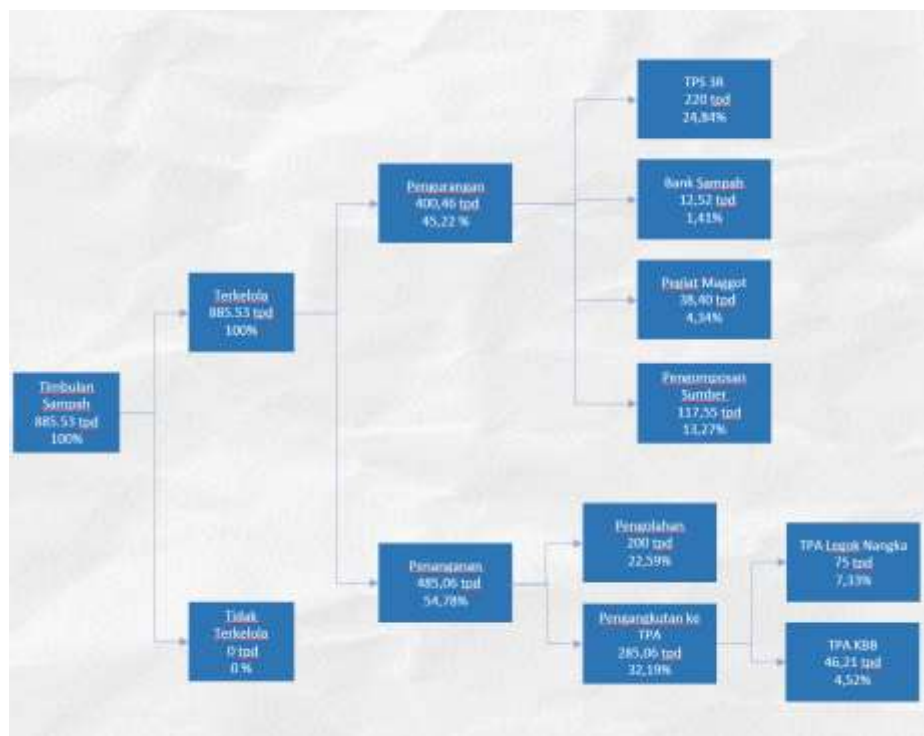 TPS 3R
220 tpd
24,84%
Pengurangan
400,46 tpd
45,22 %
Bank Sampah
12,52 tpd
1,41%
Terkelola
885.53 tpd
100%
Pegiat Maggot
38,40 tpd
4,34%
Timbulan
Sampah
885.53 tpd
100%
Pengomposan
Sumber
117,55 tpd
13,27%
Pengolahan
200 tpd
22,59%
TPA Legok Nangka
75 tpd
7,33%
Penanganan
485,06 tpd
54,78%
Tidak
Terkelola
0 tpd
0 %
Pengangkutan ke
TPA
285,06 tpd
32,19%
TPA KBB
46,21 tpd
4,52%